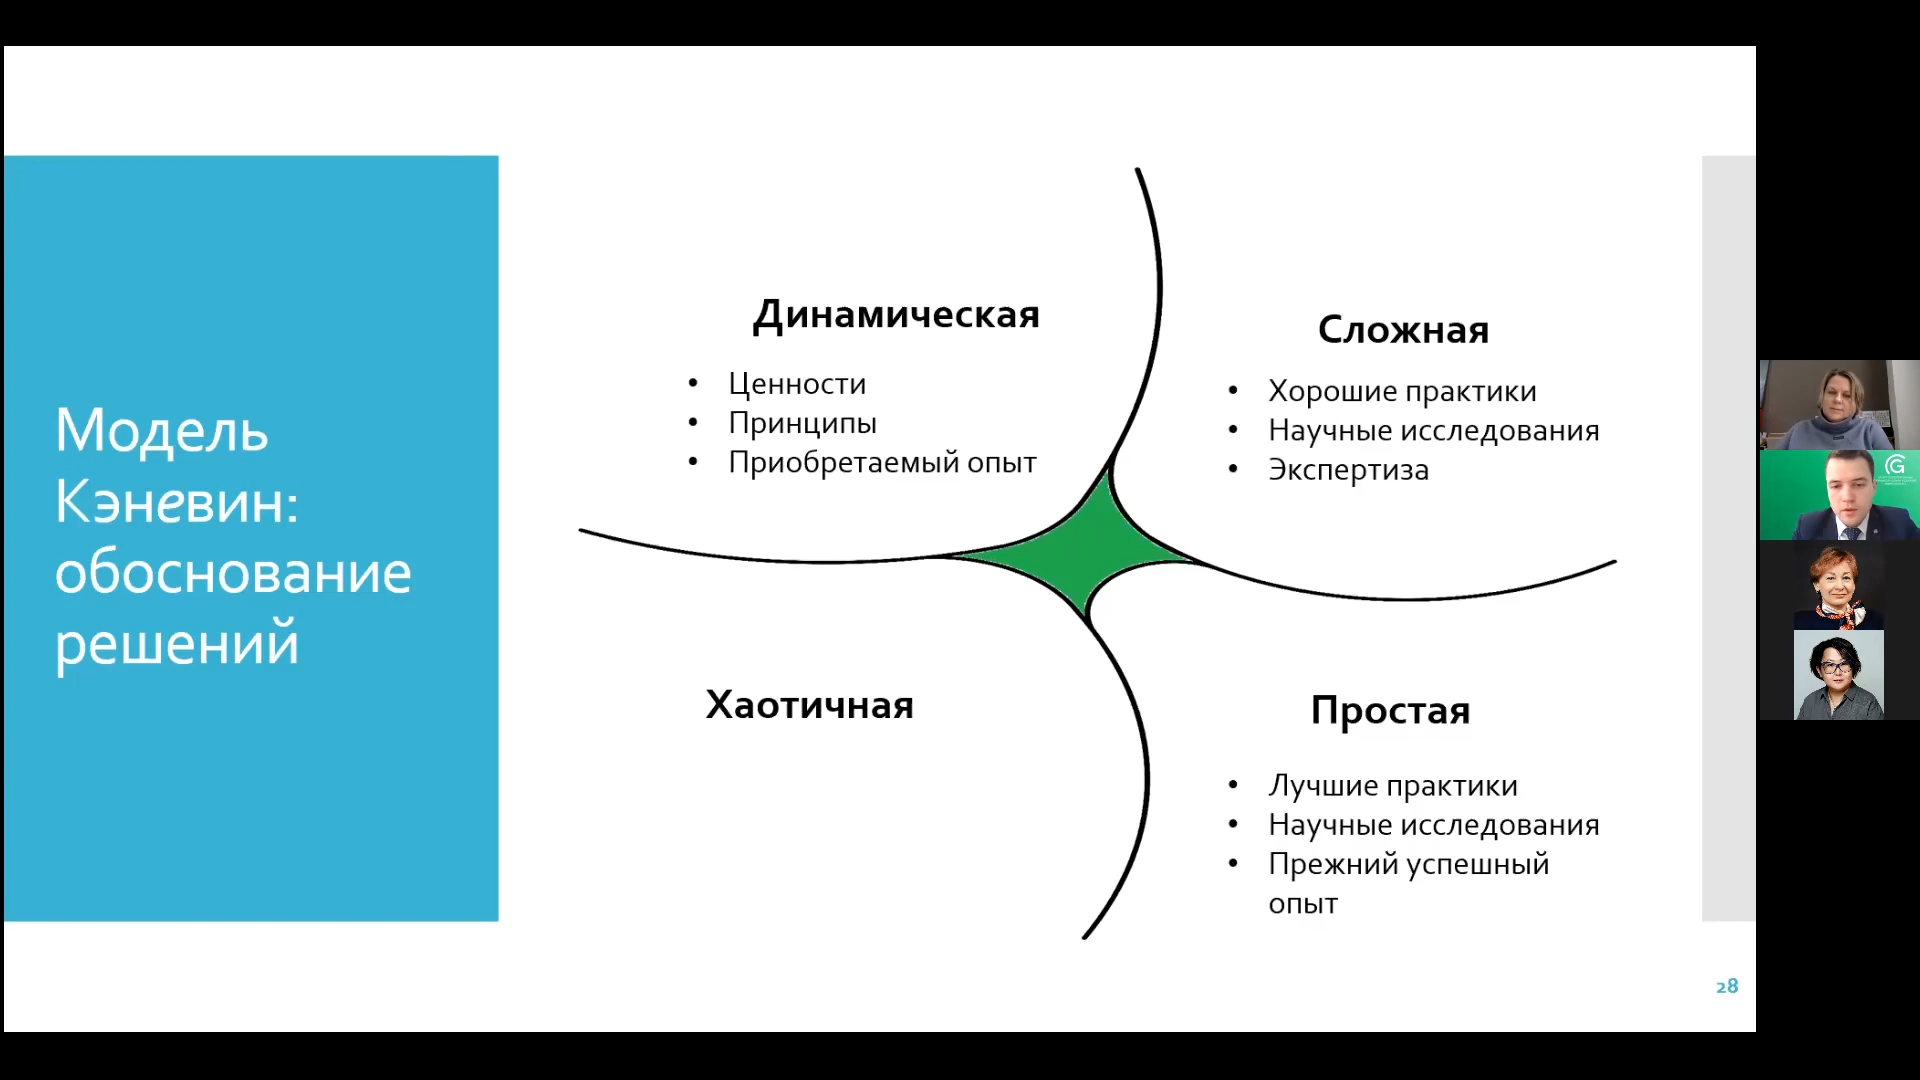 Модель
Кэневин:
обоснование
решений
Динамическая
• Ценности
• Принципы
• Приобретаемый опыт
Сложная
• Хорошие практики
• Научные исследования
• Экспертиза
Хаотичная
Простая
• Лучшие практики
• Научные исследования
• Прежний успешный
опыт
28